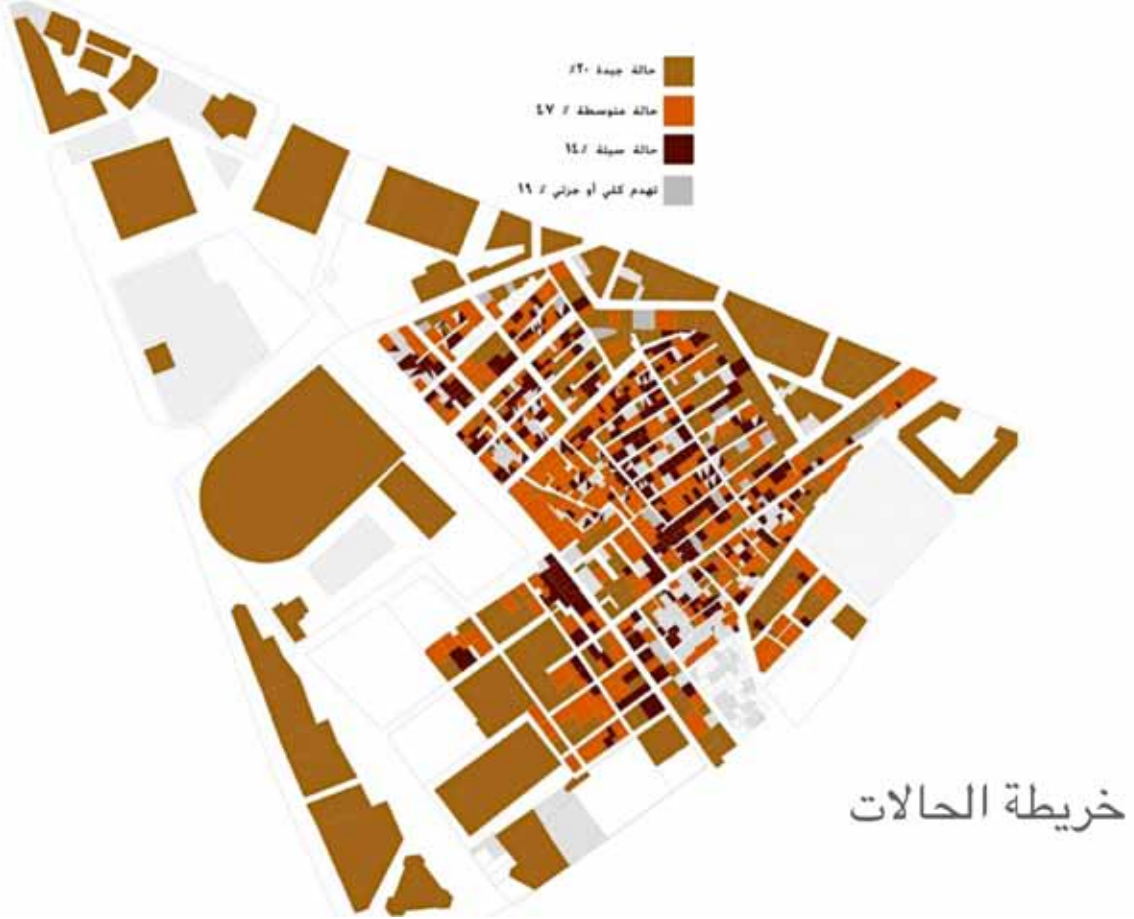 حالة جيدة ٢٠٪
حالة متوسطة ٪ ٤٧
حالة سيئة ٪ ١٤
تهدم كلي أو جزئي ٪ ١٩
خريطة الحالات